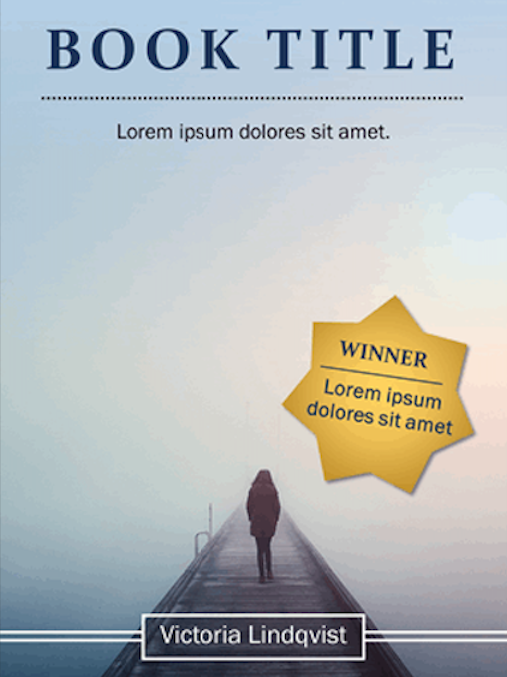 BOOK TITLE
Lorem ipsum dolores sit amet.
WINNER
Lorem ipsum
dolores sit amet
Victoria Lindqvist